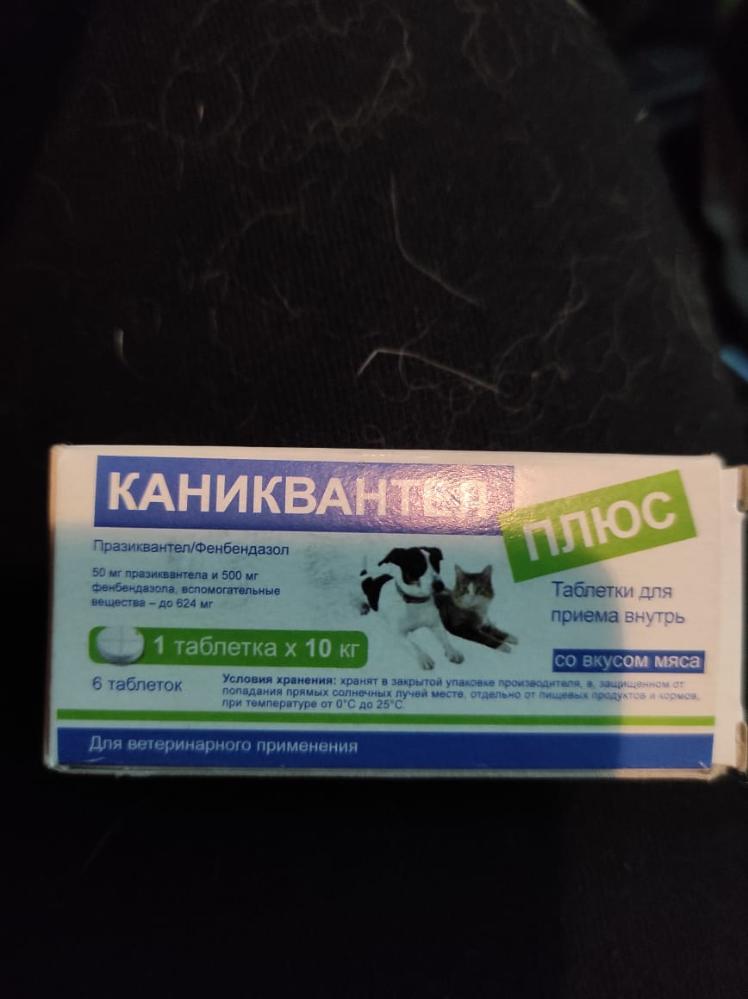 КАНИКВАНТЕЛ
ПЛЮС
Празиквантел/Фенбендазол
50 мг празиквантела и 500 мг
фенбендазола, вспомогательные
вещества – до 624 мг
Таблетки для
приема внутрь
1 таблетка х 10 кг
со вкусом мяса
6 таблеток
Условия хранения: хранят в закрытой упаковке производителя, в, защищенном от
попадания прямых солнечных лучей месте, отдельно от пищевых продуктов и кормов,
при температуре от 0°С до 25°С.
Для ветеринарного применения